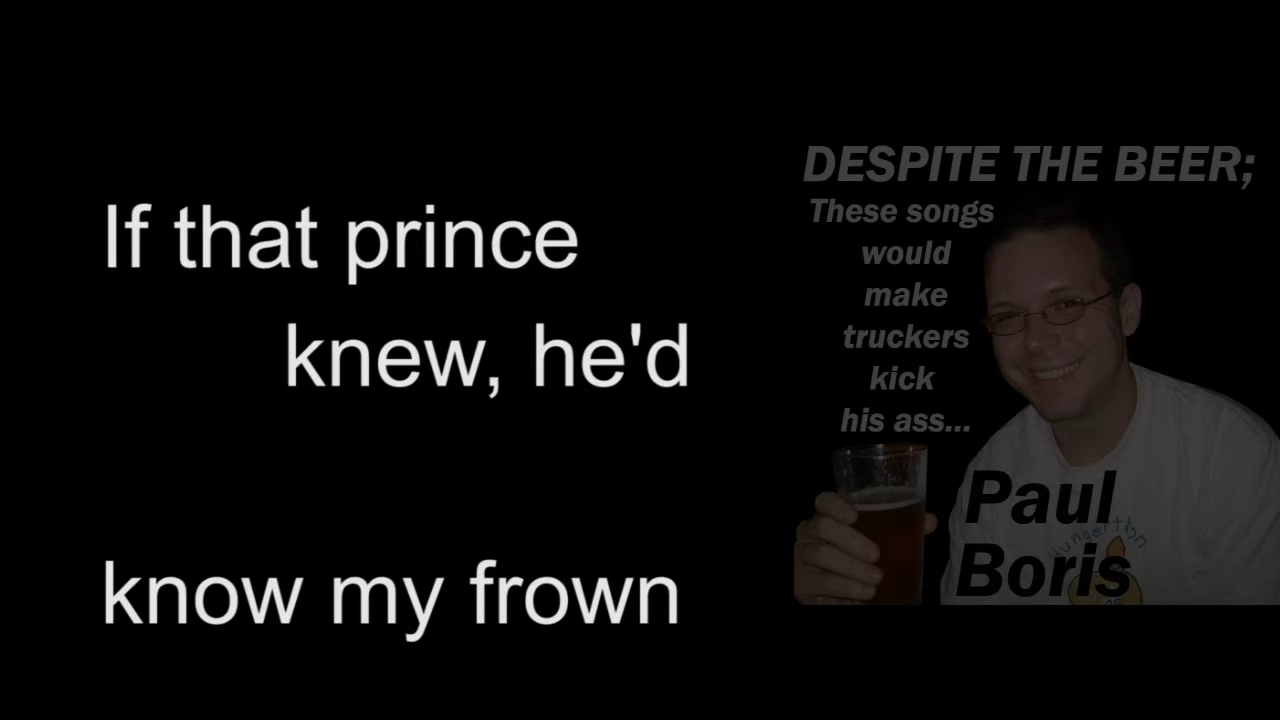 If that prince
knew, he'd
know my frown
DESPITE THE BEER;
These songs
would
make
truckers
kick
his ass...
Paul
Boris